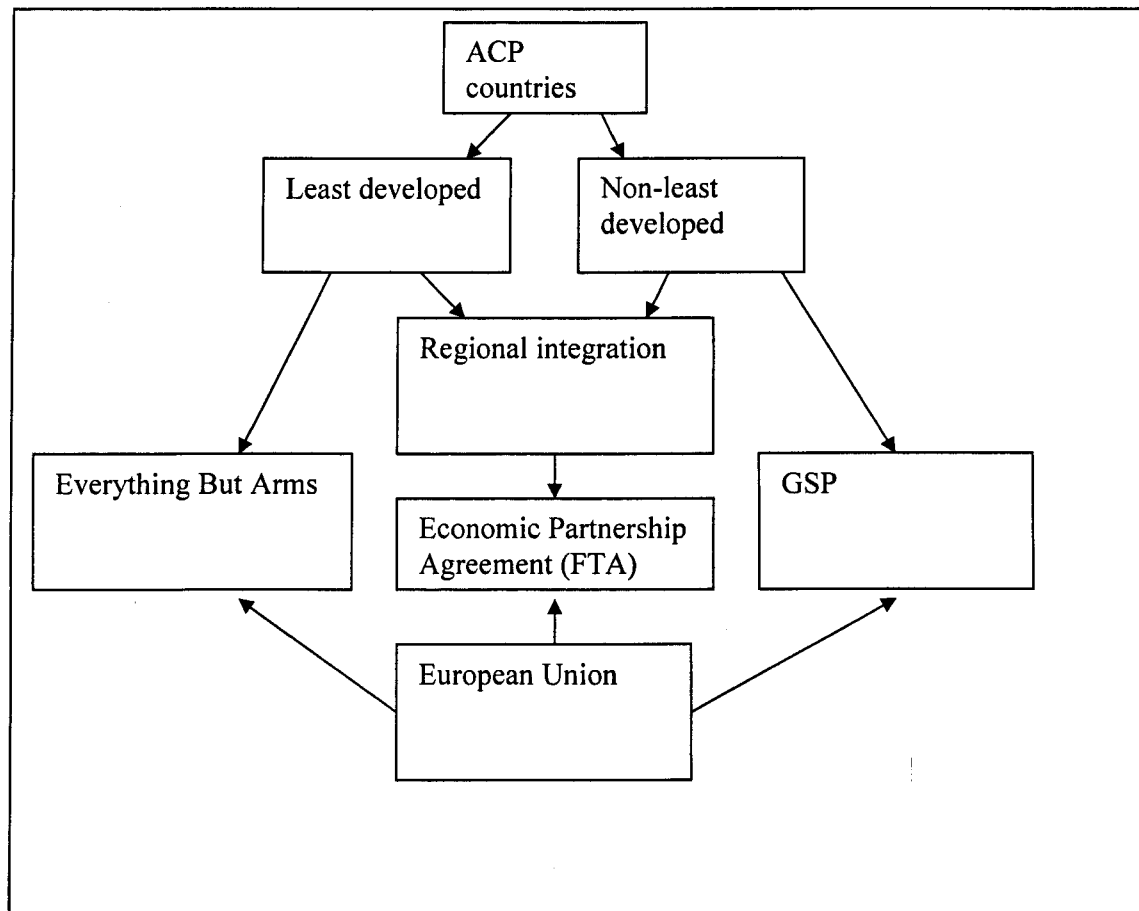 ACP
countries
Least developed
Non-least
developed
Regional integration
Everything But Arms
GSP
Economic Partnership
Agreement (FTA)
European Union